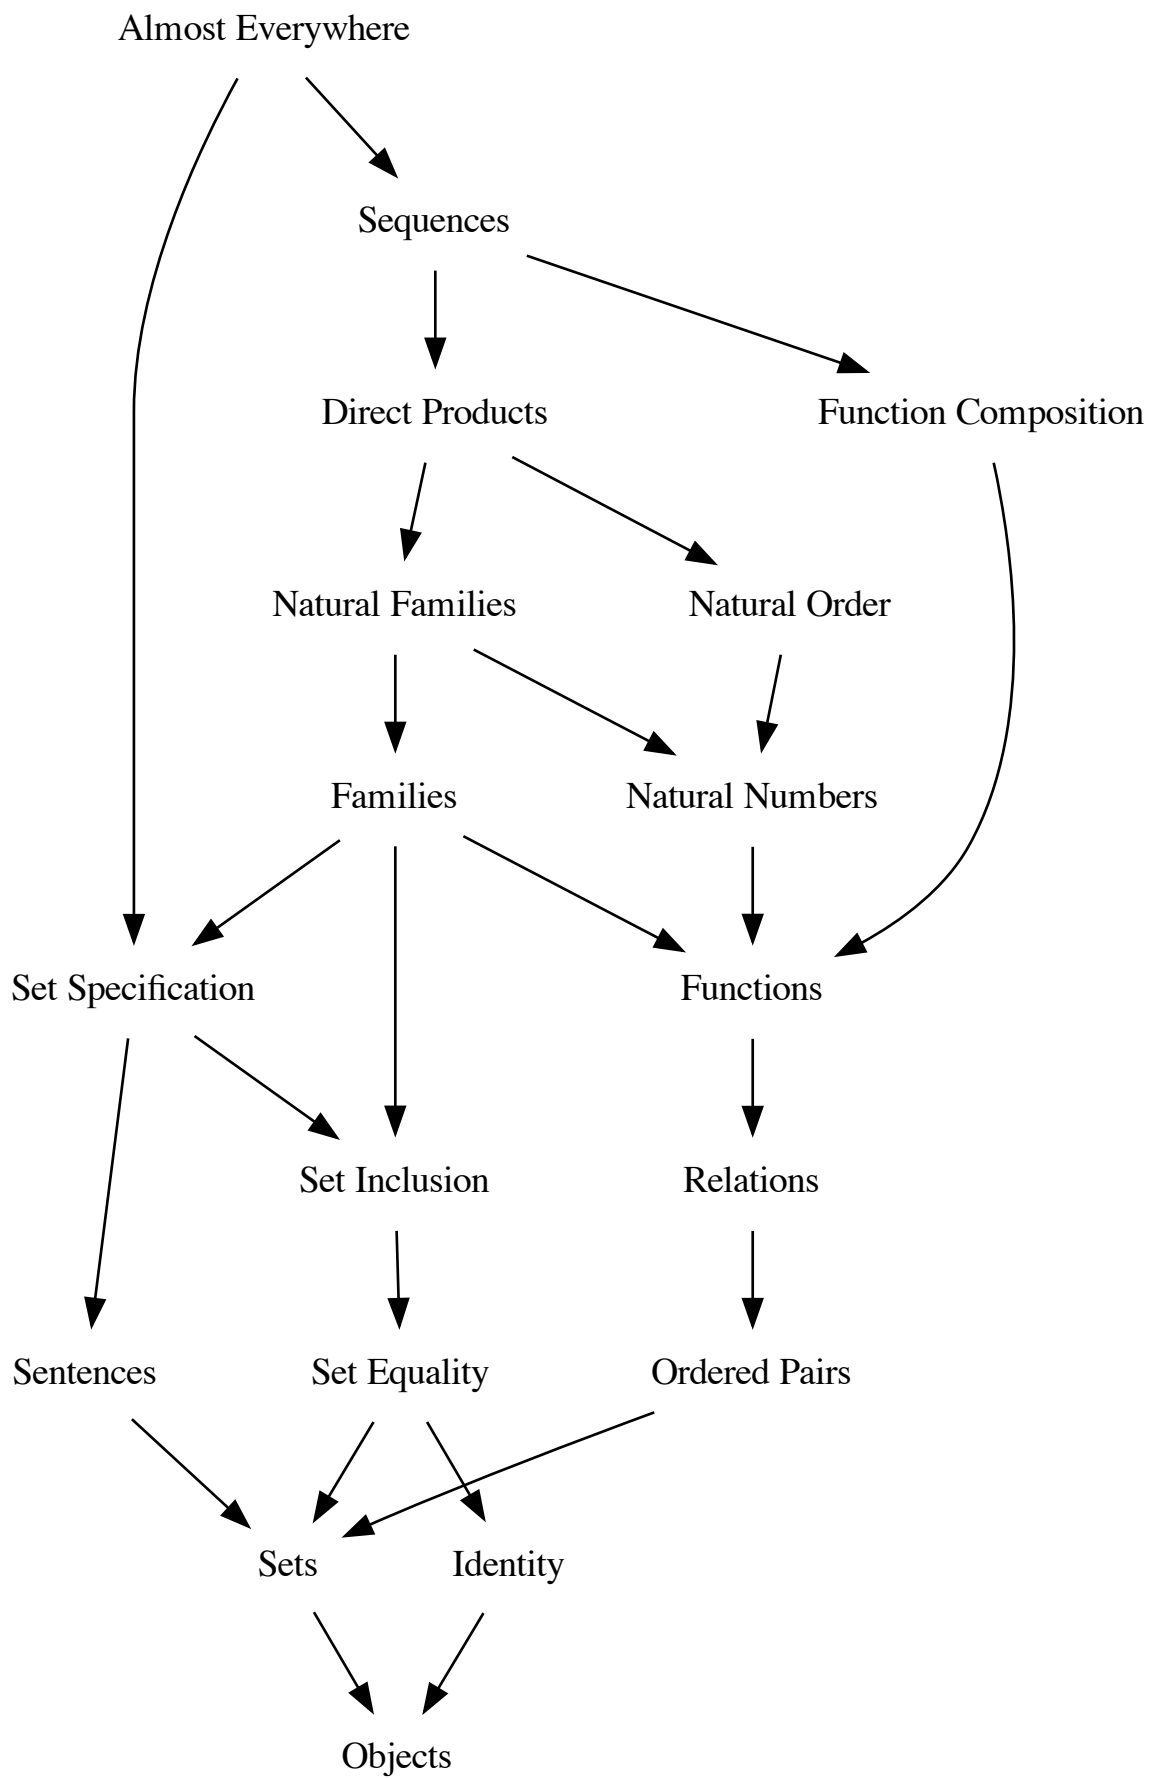 Almost Everywhere
Sequences
Direct Products
Function Composition
Natural Families
Natural Order
Families
Natural Numbers
Set Specification
Functions
Set Inclusion
Relations
Sentences
Set Equality
Ordered Pairs
Sets
Identity
Objects